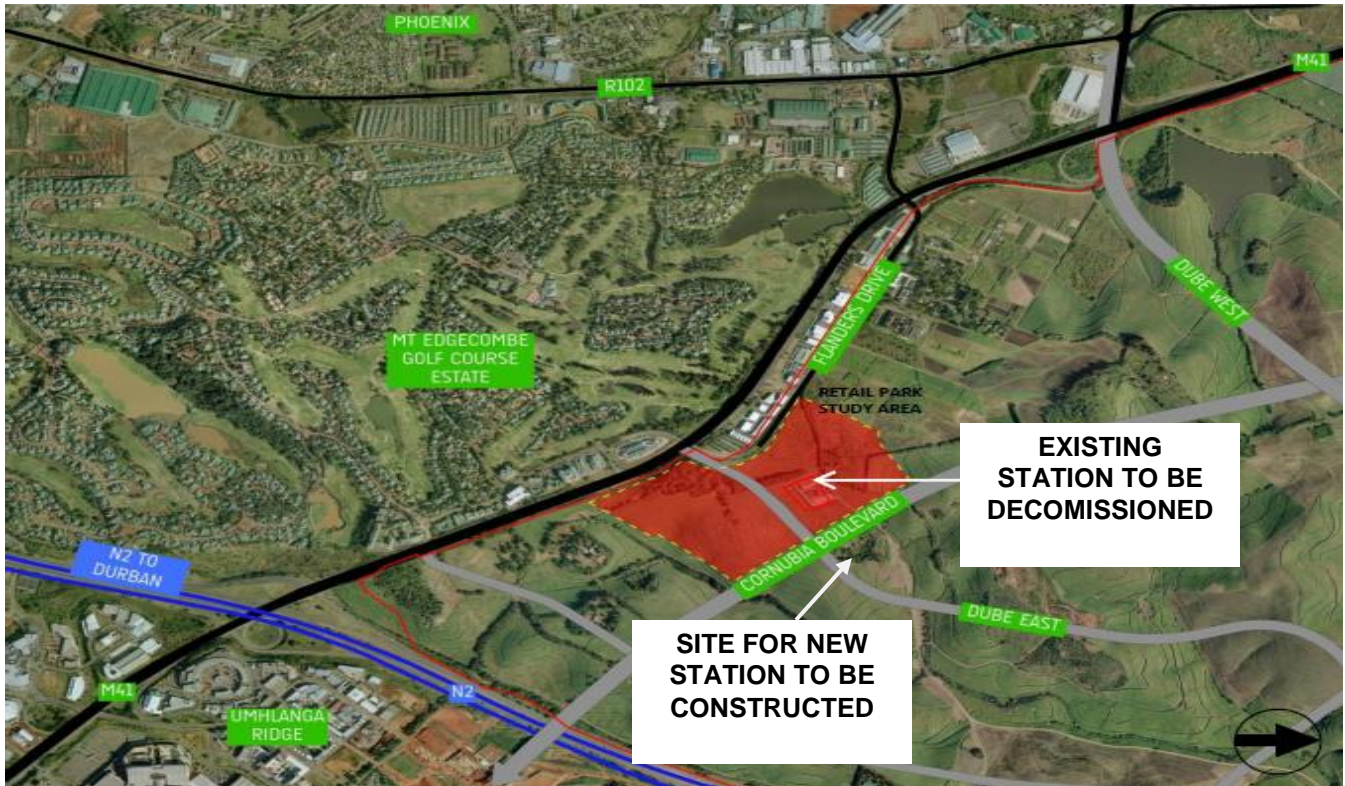 PHOENIX
R102
M41
DUBE WEST
FLANDERS DRIVE
MT EDGECOMBE
GOLF COURSE
ESTATE
RETAIL PARK
STUDY AREA
EXISTING
STATION TO BE
DECOMISSIONED
CORNUBIA BOULEVARD
N2 TO
DURBAN
DUBE EAST
SITE FOR NEW
STATION TO BE
CONSTRUCTED
M41
N2
UMHLANGA
RIDGE